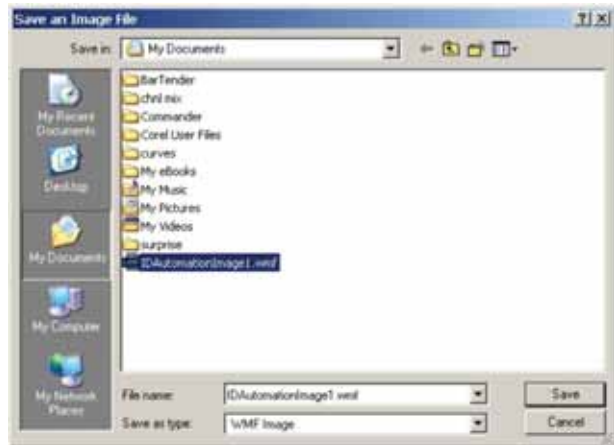 Save an Image File
Save in:
My Documents
My Recent
Documents
Desktop
My Documents
My Computer
My Network
Places
BarTender
chnl mix
Commander
Corel User Files
curves
My eBooks
My Music
My Pictures
My Videos
surprise
IDAutomationImage1.wmf
File name:
IDAutomationImage1.wmf
Save
Save as type:
WMF Image
Cancel